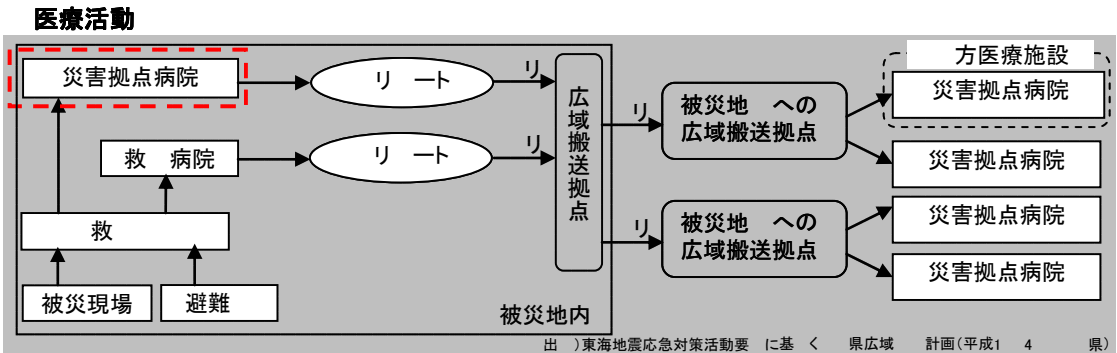 医療活動
災害拠点病院
リ ート
リ
広域搬送拠点
リ
被災地 への
広域搬送拠点
方医療施設
災害拠点病院
災害拠点病院
救 病院
リ ート
リ
救
被災現場
避難
被災地内
リ
被災地 への
広域搬送拠点
災害拠点病院
災害拠点病院
出 )東海地震応急対策活動要 に基 く 県広域 計画(平成1 4 県)